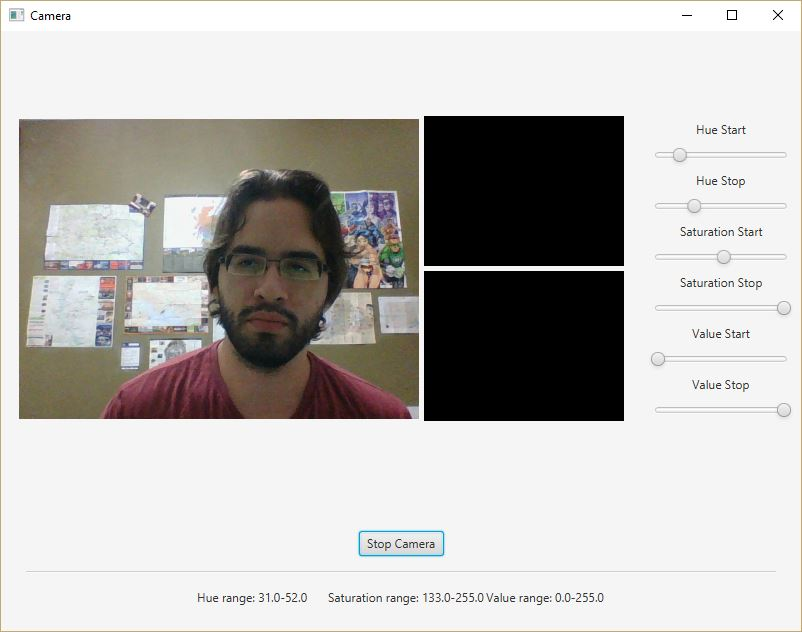 Camera
Hue Start
Hue Stop
Saturation Start
Saturation Stop
Value Start
Value Stop
Stop Camera
Hue range: 31.0-52.0 Saturation range: 133.0-255.0 Value range: 0.0-255.0